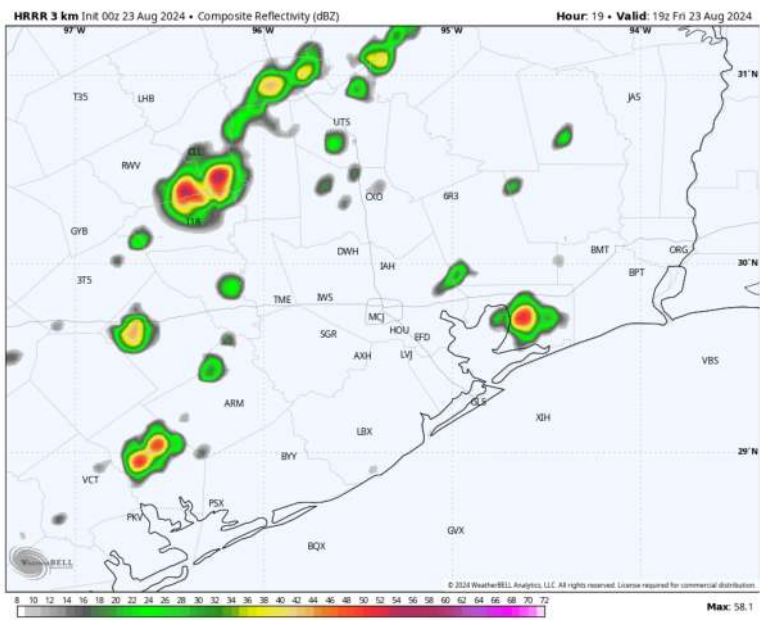 HRRR 3 km Init 00z 23 Aug 2024 • Composite Reflectivity (dBZ) Hour: 19 • Valid: 19z Fri 23 Aug 2024
97°W 96°W 95°W 94°W
31°N
T35 LHB JAS
UTS
CLL
RWV
CXO 6R3
11R
GYB
DWH BMT ORG
IAH BPT
30°N
3T5
TME IWS
MCJ
SGR HOU EFD
AXH LVJ VBS
ARM GLS
XIH
LBX
BYY 29°N
VCT
PSX
PKV
GVX
BQX
WeatherBELL
© 2024 WeatherBELL Analytics, LLC. All rights reserved. License required for commercial distribution.
8 10 12 14 16 18 20 22 24 26 28 30 32 34 36 38 40 42 44 46 48 50 52 54 56 58 60 62 64 66 68 70 72 Max: 58.1